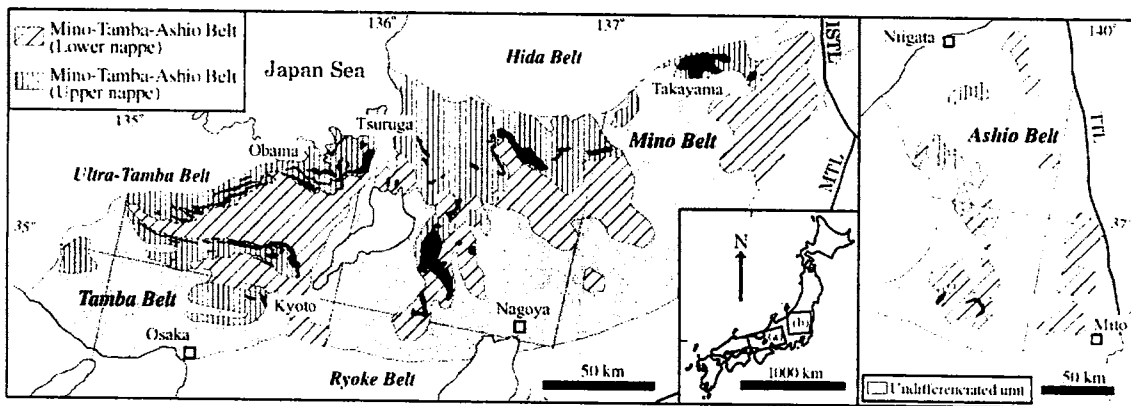 Mino-Tamba-Ashio Belt
(Lower nappe)
Mino-Tamba-Ashio Belt
(Upper nappe)
Japan Sea
136°
137°
Hida Belt
Takayama
ISTL
Mino Belt
MTL
135°
Tsuruga
Obama
Ultra-Tamba Belt
35°
Tamba Belt
Kyoto
Osaka
Nagoya
Ryoke Belt
50 km
N
(a)
(b)
1000 km
Niigata
140°
TTL
Ashio Belt
37°
Mito
Undifferenciated unit
50 km